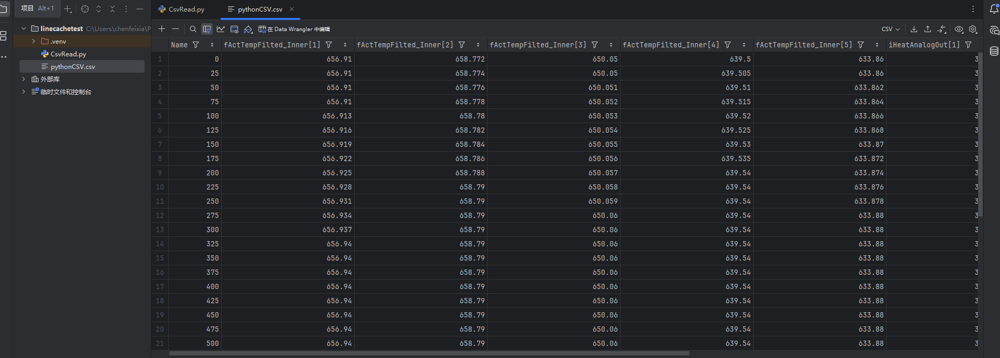 项目 Alt+1
CsvRead.py
pythonCSV.csv
linecachetest C:\Users\chenfeixia\P
.venv
CsvRead.py
pythonCSV.csv
外部库
临时文件和控制台
在 Data Wrangler 中编辑
CSV
Name fActTempFilted_Inner[1] fActTempFilted_Inner[2] fActTempFilted_Inner[3] fActTempFilted_Inner[4] fActTempFilted_Inner[5] iHeatAnalogOut[1]
1 0 656.91 658.772 650.05 639.5 633.86 3
2 25 656.91 658.774 650.05 639.505 633.86 3
3 50 656.91 658.776 650.051 639.51 633.862 3
4 75 656.91 658.778 650.052 639.515 633.864 3
5 100 656.913 658.78 650.053 639.52 633.866 3
6 125 656.916 658.782 650.054 639.525 633.868 3
7 150 656.919 658.784 650.055 639.53 633.87 3
8 175 656.922 658.786 650.056 639.535 633.872 3
9 200 656.925 658.788 650.057 639.54 633.874 3
10 225 656.928 658.79 650.058 639.54 633.876 3
11 250 656.931 658.79 650.059 639.54 633.878 3
12 275 656.934 658.79 650.06 639.54 633.88 3
13 300 656.937 658.79 650.06 639.54 633.88 3
14 325 656.94 658.79 650.06 639.54 633.88 3
15 350 656.94 658.79 650.06 639.54 633.88 3
16 375 656.94 658.79 650.06 639.54 633.88 3
17 400 656.94 658.79 650.06 639.54 633.88 3
18 425 656.94 658.79 650.06 639.54 633.88 3
19 450 656.94 658.79 650.06 639.54 633.88 3
20 475 656.94 658.79 650.06 639.54 633.88 3
21 500 656.94 658.79 650.06 639.54 633.88 3